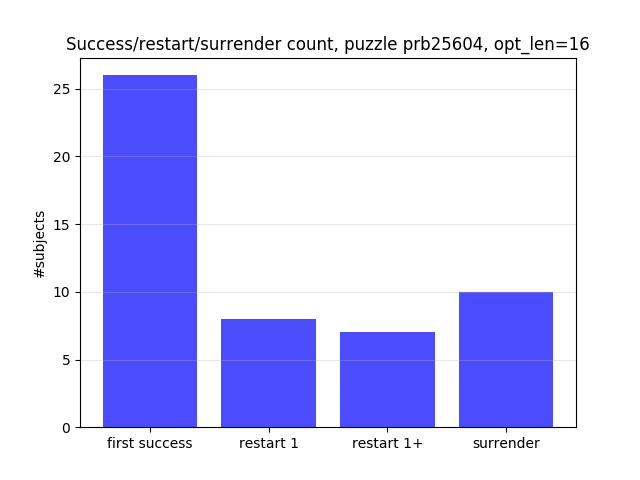 Success/restart/surrender count, puzzle prb25604, opt_len=16
25
20
15
10
5
0
#subjects
first success restart 1 restart 1+ surrender